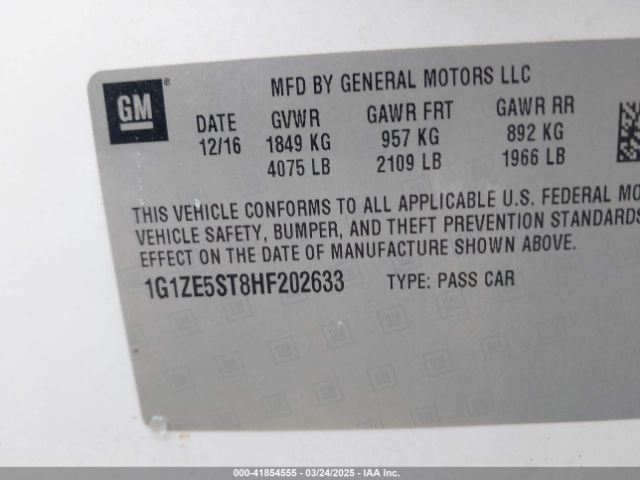 MFD BY GENERAL MOTORS LLC
GM®
DATE GVWR GAWR FRT GAWR RR
12/16 1849 KG 957 KG 892 KG
4075 LB 2109 LB 1966 LB
THIS VEHICLE CONFORMS TO ALL APPLICABLE U.S. FEDERAL MO
VEHICLE SAFETY, BUMPER, AND THEFT PREVENTION STANDARDS
EFFECT ON THE DATE OF MANUFACTURE SHOWN ABOVE.
1G1ZE5ST8HF202633 TYPE: PASS CAR
000-41854555 - 03/24/2025 - IAA Inc.